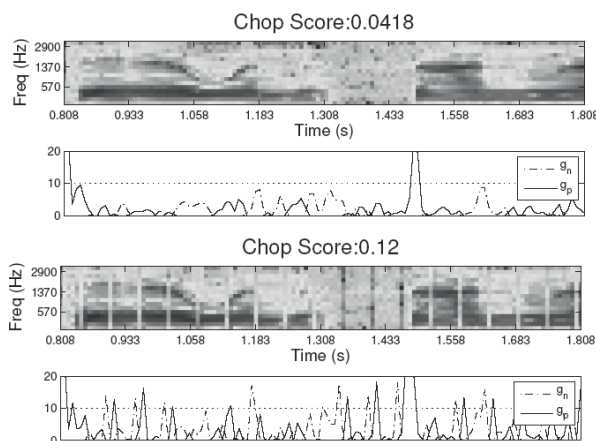 Chop Score:0.0418
Freq (Hz)
2900
1370
570
0.808 0.933 1.058 1.183 1.308 1.433 1.558 1.683 1.808
Time (s)
20
10
0
gn
gp
Chop Score:0.12
Freq (Hz)
2900
1370
570
0.808 0.933 1.058 1.183 1.308 1.433 1.558 1.683 1.808
Time (s)
20
10
0
gn
gp